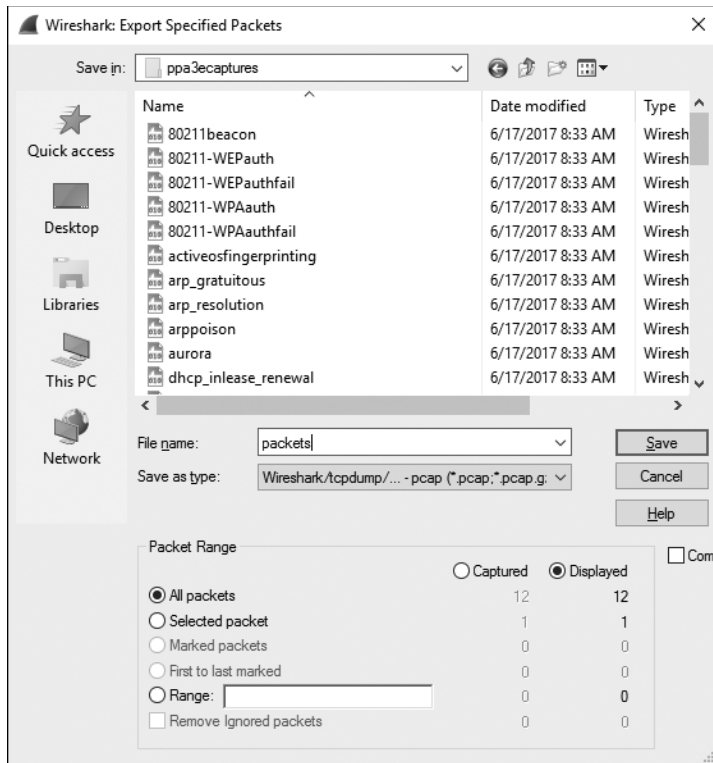 Wireshark: Export Specified Packets
Save in: ppa3ecaptures
Quick access
Desktop
Libraries
This PC
Network
Name Date modified Type
80211beacon 6/17/2017 8:33 AM Wiresh
80211-WEPauth 6/17/2017 8:33 AM Wiresh
80211-WEPauthfail 6/17/2017 8:33 AM Wiresh
80211-WPAauth 6/17/2017 8:33 AM Wiresh
80211-WPAauthfail 6/17/2017 8:33 AM Wiresh
activeosfingerprinting 6/17/2017 8:33 AM Wiresh
arp_gratuitous 6/17/2017 8:33 AM Wiresh
arp_resolution 6/17/2017 8:33 AM Wiresh
arppoison 6/17/2017 8:33 AM Wiresh
aurora 6/17/2017 8:33 AM Wiresh
dhcp_inlease_renewal 6/17/2017 8:33 AM Wiresh
File name: packets Save
Save as type: Wireshark/tcpdump/... - pcap (*.pcap;*.pcap.g: Cancel
Help
Packet Range Com
Captured Displayed
All packets 12 12
Selected packet 1 1
Marked packets 0 0
First to last marked 0 0
Range: 0 0
Remove Ignored packets 0 0